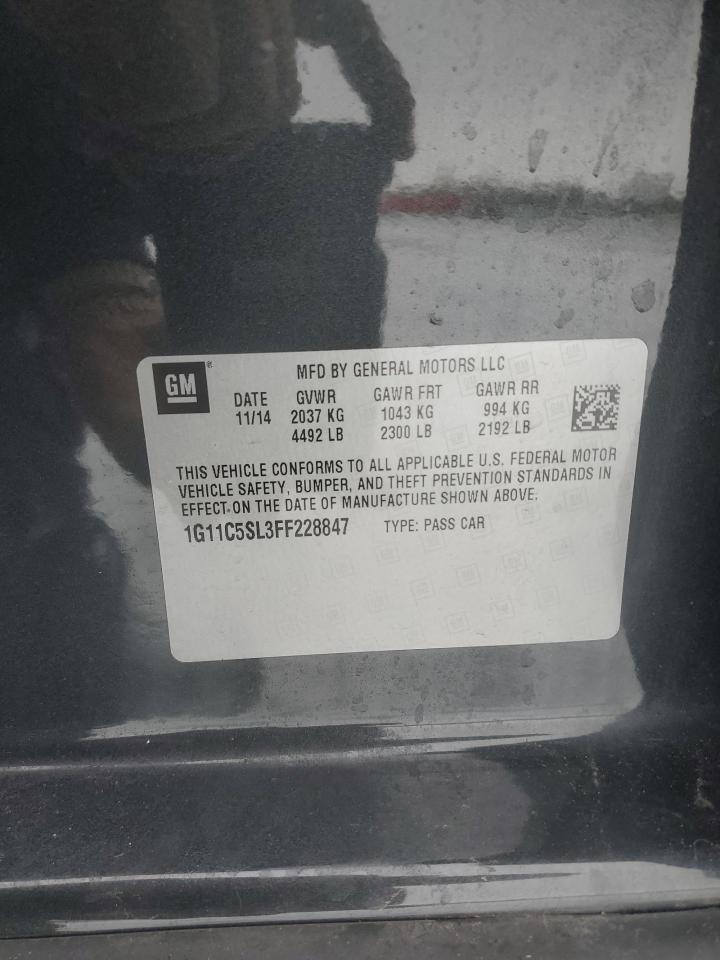 GM ®
MFD BY GENERAL MOTORS LLC
DATE GVWR GAWR FRT GAWR RR
11/14 2037 KG 1043 KG 994 KG
4492 LB 2300 LB 2192 LB
THIS VEHICLE CONFORMS TO ALL APPLICABLE U.S. FEDERAL MOTOR
VEHICLE SAFETY, BUMPER, AND THEFT PREVENTION STANDARDS IN
EFFECT ON THE DATE OF MANUFACTURE SHOWN ABOVE.
1G11C5SL3FF228847 TYPE: PASS CAR